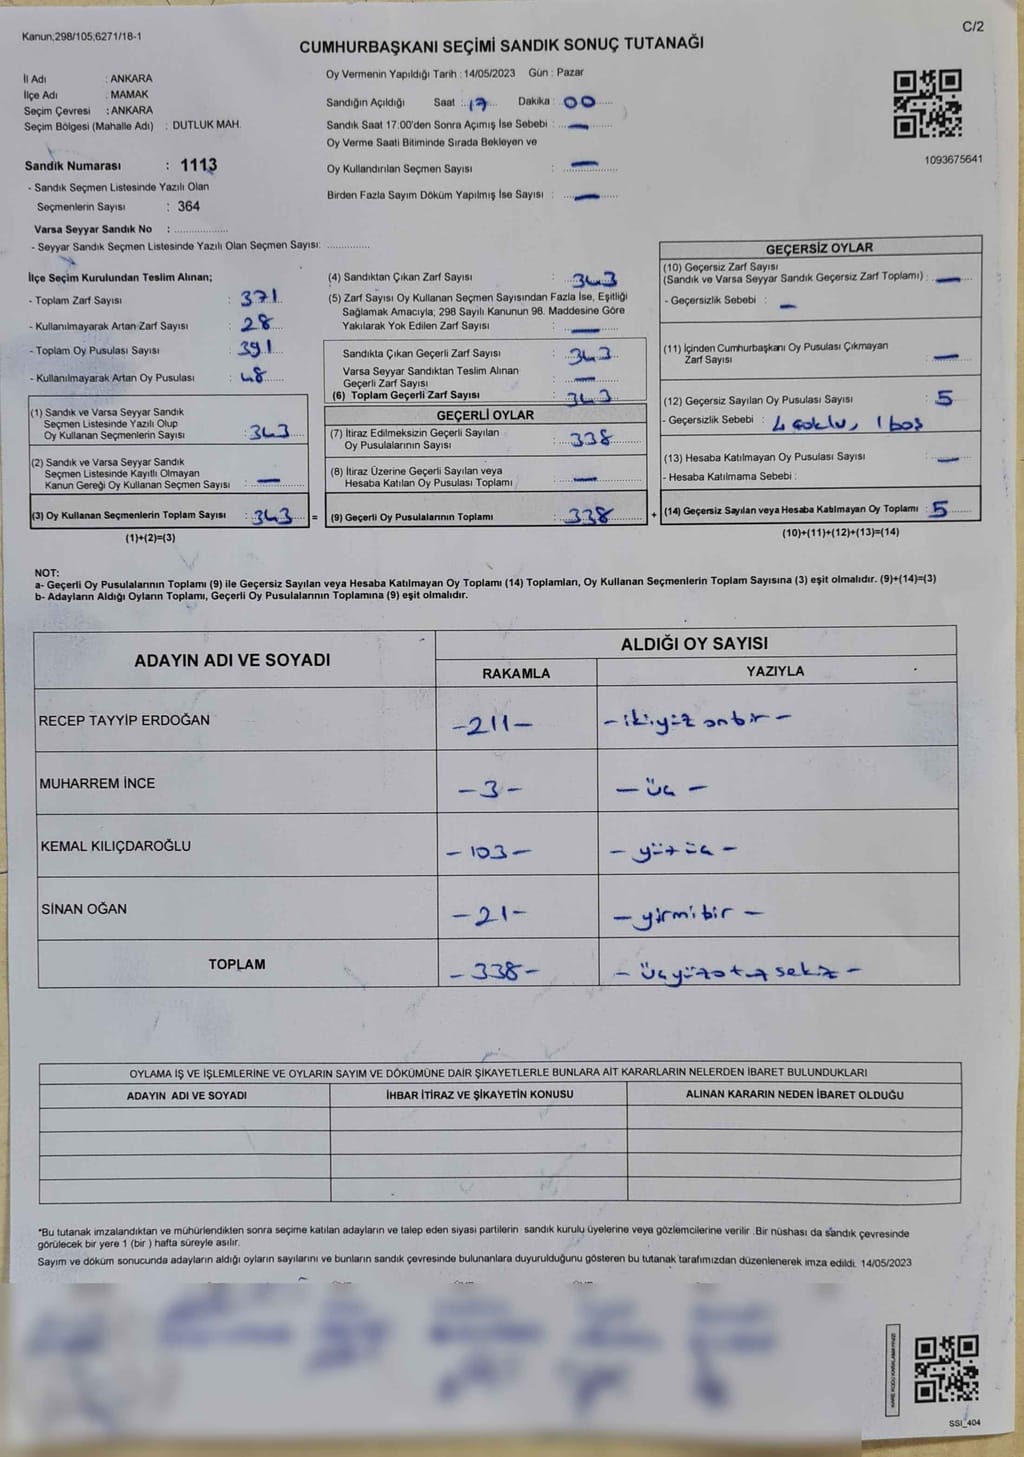 Kanun;298/105,6271/18-1
C/2
CUMHURBAŞKANI SEÇİMİ SANDIK SONUÇ TUTANAĞI
İl Adı : ANKARA
İlçe Adı : MAMAK
Seçim Çevresi : ANKARA
Seçim Bölgesi (Mahalle Adı) : DUTLUK MAH.
Sandık Numarası : 1113
- Sandık Seçmen Listesinde Yazılı Olan
Seçmenlerin Sayısı : 364
Varsa Seyyar Sandık No :
- Seyyar Sandık Seçmen Listesinde Yazılı Olan Seçmen Sayısı:
Oy Vermenin Yapıldığı Tarih : 14/05/2023 Gün : Pazar
Sandığın Açıldığı Saat : 17 Dakika : 00
Sandık Saat 17:00'den Sonra Açımış İse Sebebi : —
Oy Verme Saati Bitiminde Sırada Bekleyen ve
Oy Kullandırılan Seçmen Sayısı : —
Birden Fazla Sayım Döküm Yapılmış İse Sayısı : —
1093675641
İlçe Seçim Kurulundan Teslim Alınan;
- Toplam Zarf Sayısı : 371
- Kullanılmayarak Artan Zarf Sayısı : 28
- Toplam Oy Pusulası Sayısı : 391
- Kullanılmayarak Artan Oy Pusulası : 48
(1) Sandık ve Varsa Seyyar Sandık
Seçmen Listesinde Yazılı Olup
Oy Kullanan Seçmenlerin Sayısı : 343
(2) Sandık ve Varsa Seyyar Sandık
Seçmen Listesinde Kayıtlı Olmayan
Kanun Gereği Oy Kullanan Seçmen Sayısı : —
(3) Oy Kullanan Seçmenlerin Toplam Sayısı : 343 =
(1)+(2)=(3)
(4) Sandıktan Çıkan Zarf Sayısı : 343
(5) Zarf Sayısı Oy Kullanan Seçmen Sayısından Fazla İse, Eşitliği
Sağlamak Amacıyla; 298 Sayılı Kanunun 98. Maddesine Göre
Yakılarak Yok Edilen Zarf Sayısı : —
Sandıkta Çıkan Geçerli Zarf Sayısı : 343
Varsa Seyyar Sandıktan Teslim Alınan
Geçerli Zarf Sayısı : —
(6) Toplam Geçerli Zarf Sayısı : 343
GEÇERLİ OYLAR
(7) İtiraz Edilmeksizin Geçerli Sayılan
Oy Pusulalarının Sayısı : 338
(8) İtiraz Üzerine Geçerli Sayılan veya
Hesaba Katılan Oy Pusulası Toplamı : —
(9) Geçerli Oy Pusulalarının Toplamı : 338 +
GEÇERSİZ OYLAR
(10) Geçersiz Zarf Sayısı
(Sandık ve Varsa Seyyar Sandık Geçersiz Zarf Toplamı) : —
- Geçersizlik Sebebi : —
(11) İçinden Cumhurbaşkanı Oy Pusulası Çıkmayan
Zarf Sayısı : —
(12) Geçersiz Sayılan Oy Pusulası Sayısı : 5
- Geçersizlik Sebebi : 4 çoklu, 1 boş
(13) Hesaba Katılmayan Oy Pusulası Sayısı : —
- Hesaba Katılmama Sebebi :
(14) Geçersiz Sayılan veya Hesaba Katılmayan Oy Toplamı : 5
(10)+(11)+(12)+(13)=(14)
NOT:
a- Geçerli Oy Pusulalarının Toplamı (9) ile Geçersiz Sayılan veya Hesaba Katılmayan Oy Toplamı (14) Toplamları, Oy Kullanan Seçmenlerin Toplam Sayısına (3) eşit olmalıdır. (9)+(14)=(3)
b- Adayların Aldığı Oyların Toplamı, Geçerli Oy Pusulalarının Toplamına (9) eşit olmalıdır.
ADAYIN ADI VE SOYADI ALDIĞI OY SAYISI
RAKAMLA YAZIYLA
RECEP TAYYİP ERDOĞAN -211- -ikiyüz onbir-
MUHARREM İNCE -3- -üç-
KEMAL KILIÇDAROĞLU -103- -yüzüç-
SİNAN OĞAN -21- -yirmibir-
TOPLAM -338- -üçyüzotuzsekiz-
OYLAMA İŞ VE İŞLEMLERİNE VE OYLARIN SAYIM VE DÖKÜMÜNE DAİR ŞİKAYETLERLE BUNLARA AİT KARARLARIN NELERDEN İBARET BULUNDUKLARI
ADAYIN ADI VE SOYADI İHBAR İTİRAZ VE ŞİKAYETİN KONUSU ALINAN KARARIN NEDEN İBARET OLDUĞU
*Bu tutanak imzalandıktan ve mühürlendikten sonra seçime katılan adayların ve talep eden siyasi partilerin sandık kurulu üyelerine veya gözlemcilerine verilir. Bir nüshası da sandık çevresinde
görülecek bir yere 1 (bir ) hafta süreyle asılır.
Sayım ve döküm sonucunda adayların aldığı oyların sayılarını ve bunların sandık çevresinde bulunanlara duyurulduğunu gösteren bu tutanak tarafımızdan düzenlenerek imza edildi. 14/05/2023
SSI_404